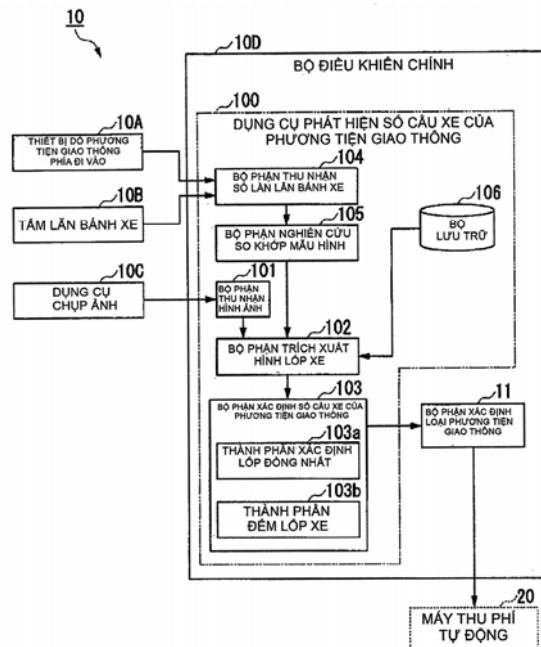 10
10D
BỘ ĐIỀU KHIỂN CHÍNH
100
DỤNG CỤ PHÁT HIỆN SỐ CẦU XE CỦA
PHƯƠNG TIỆN GIAO THÔNG
10A
THIẾT BỊ DÒ PHƯƠNG
TIỆN GIAO THÔNG
PHÍA ĐI VÀO
104
BỘ PHẬN THU NHẬN
SỐ LẦN LĂN BÁNH XE
10B
TẤM LĂN BÁNH XE
105
BỘ PHẬN NGHIÊN CỨU
SO KHỚP MẪU HÌNH
106
BỘ
LƯU TRỮ
10C
DỤNG CỤ
CHỤP ẢNH
101
BỘ PHẬN
THU NHẬN
HÌNH ẢNH
102
BỘ PHẬN TRÍCH XUẤT
HÌNH LỐP XE
103
BỘ PHẬN XÁC ĐỊNH SỐ CẦU XE CỦA
PHƯƠNG TIỆN GIAO THÔNG
103a
THÀNH PHẦN XÁC ĐỊNH
LỐP ĐỒNG NHẤT
103b
THÀNH PHẦN
ĐẾM LỐP XE
11
BỘ PHẬN XÁC ĐỊNH
LOẠI PHƯƠNG TIỆN
GIAO THÔNG
20
MÁY THU PHÍ
TỰ ĐỘNG